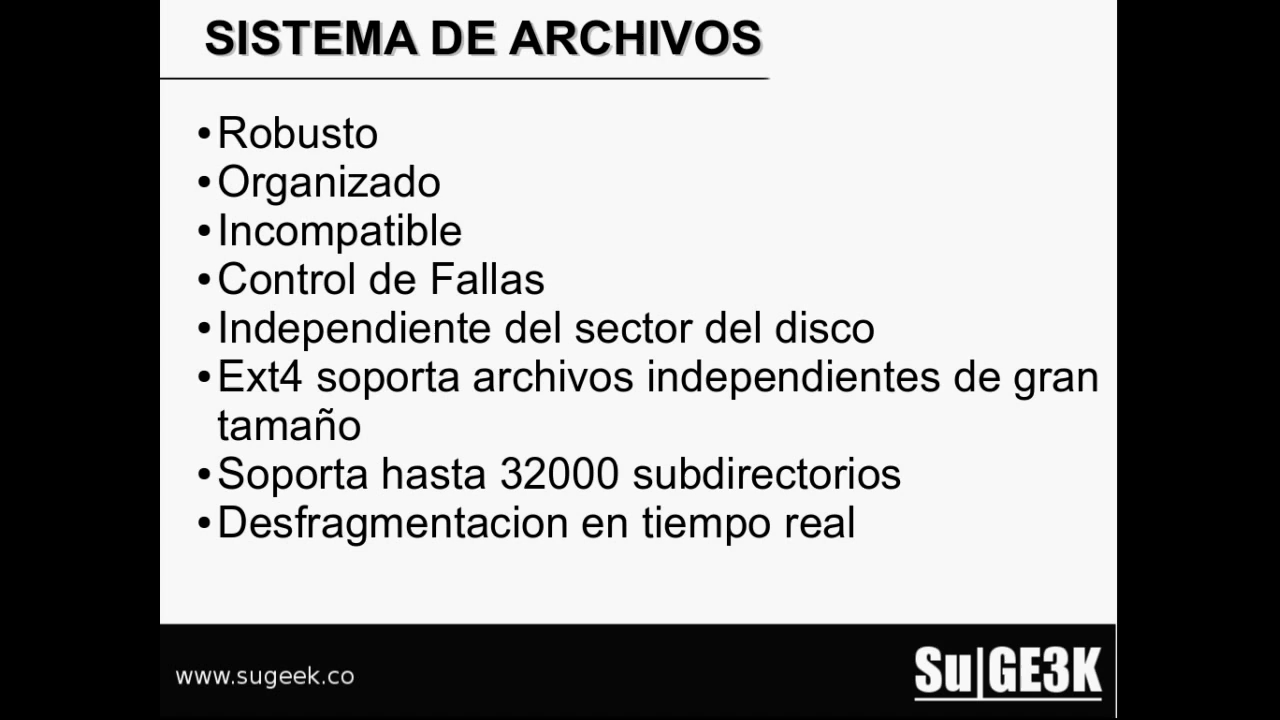 SISTEMA DE ARCHIVOS
•Robusto
•Organizado
•Incompatible
•Control de Fallas
•Independiente del sector del disco
•Ext4 soporta archivos independientes de gran
tamaño
•Soporta hasta 32000 subdirectorios
•Desfragmentacion en tiempo real
www.sugeek.co
Su|GE3K